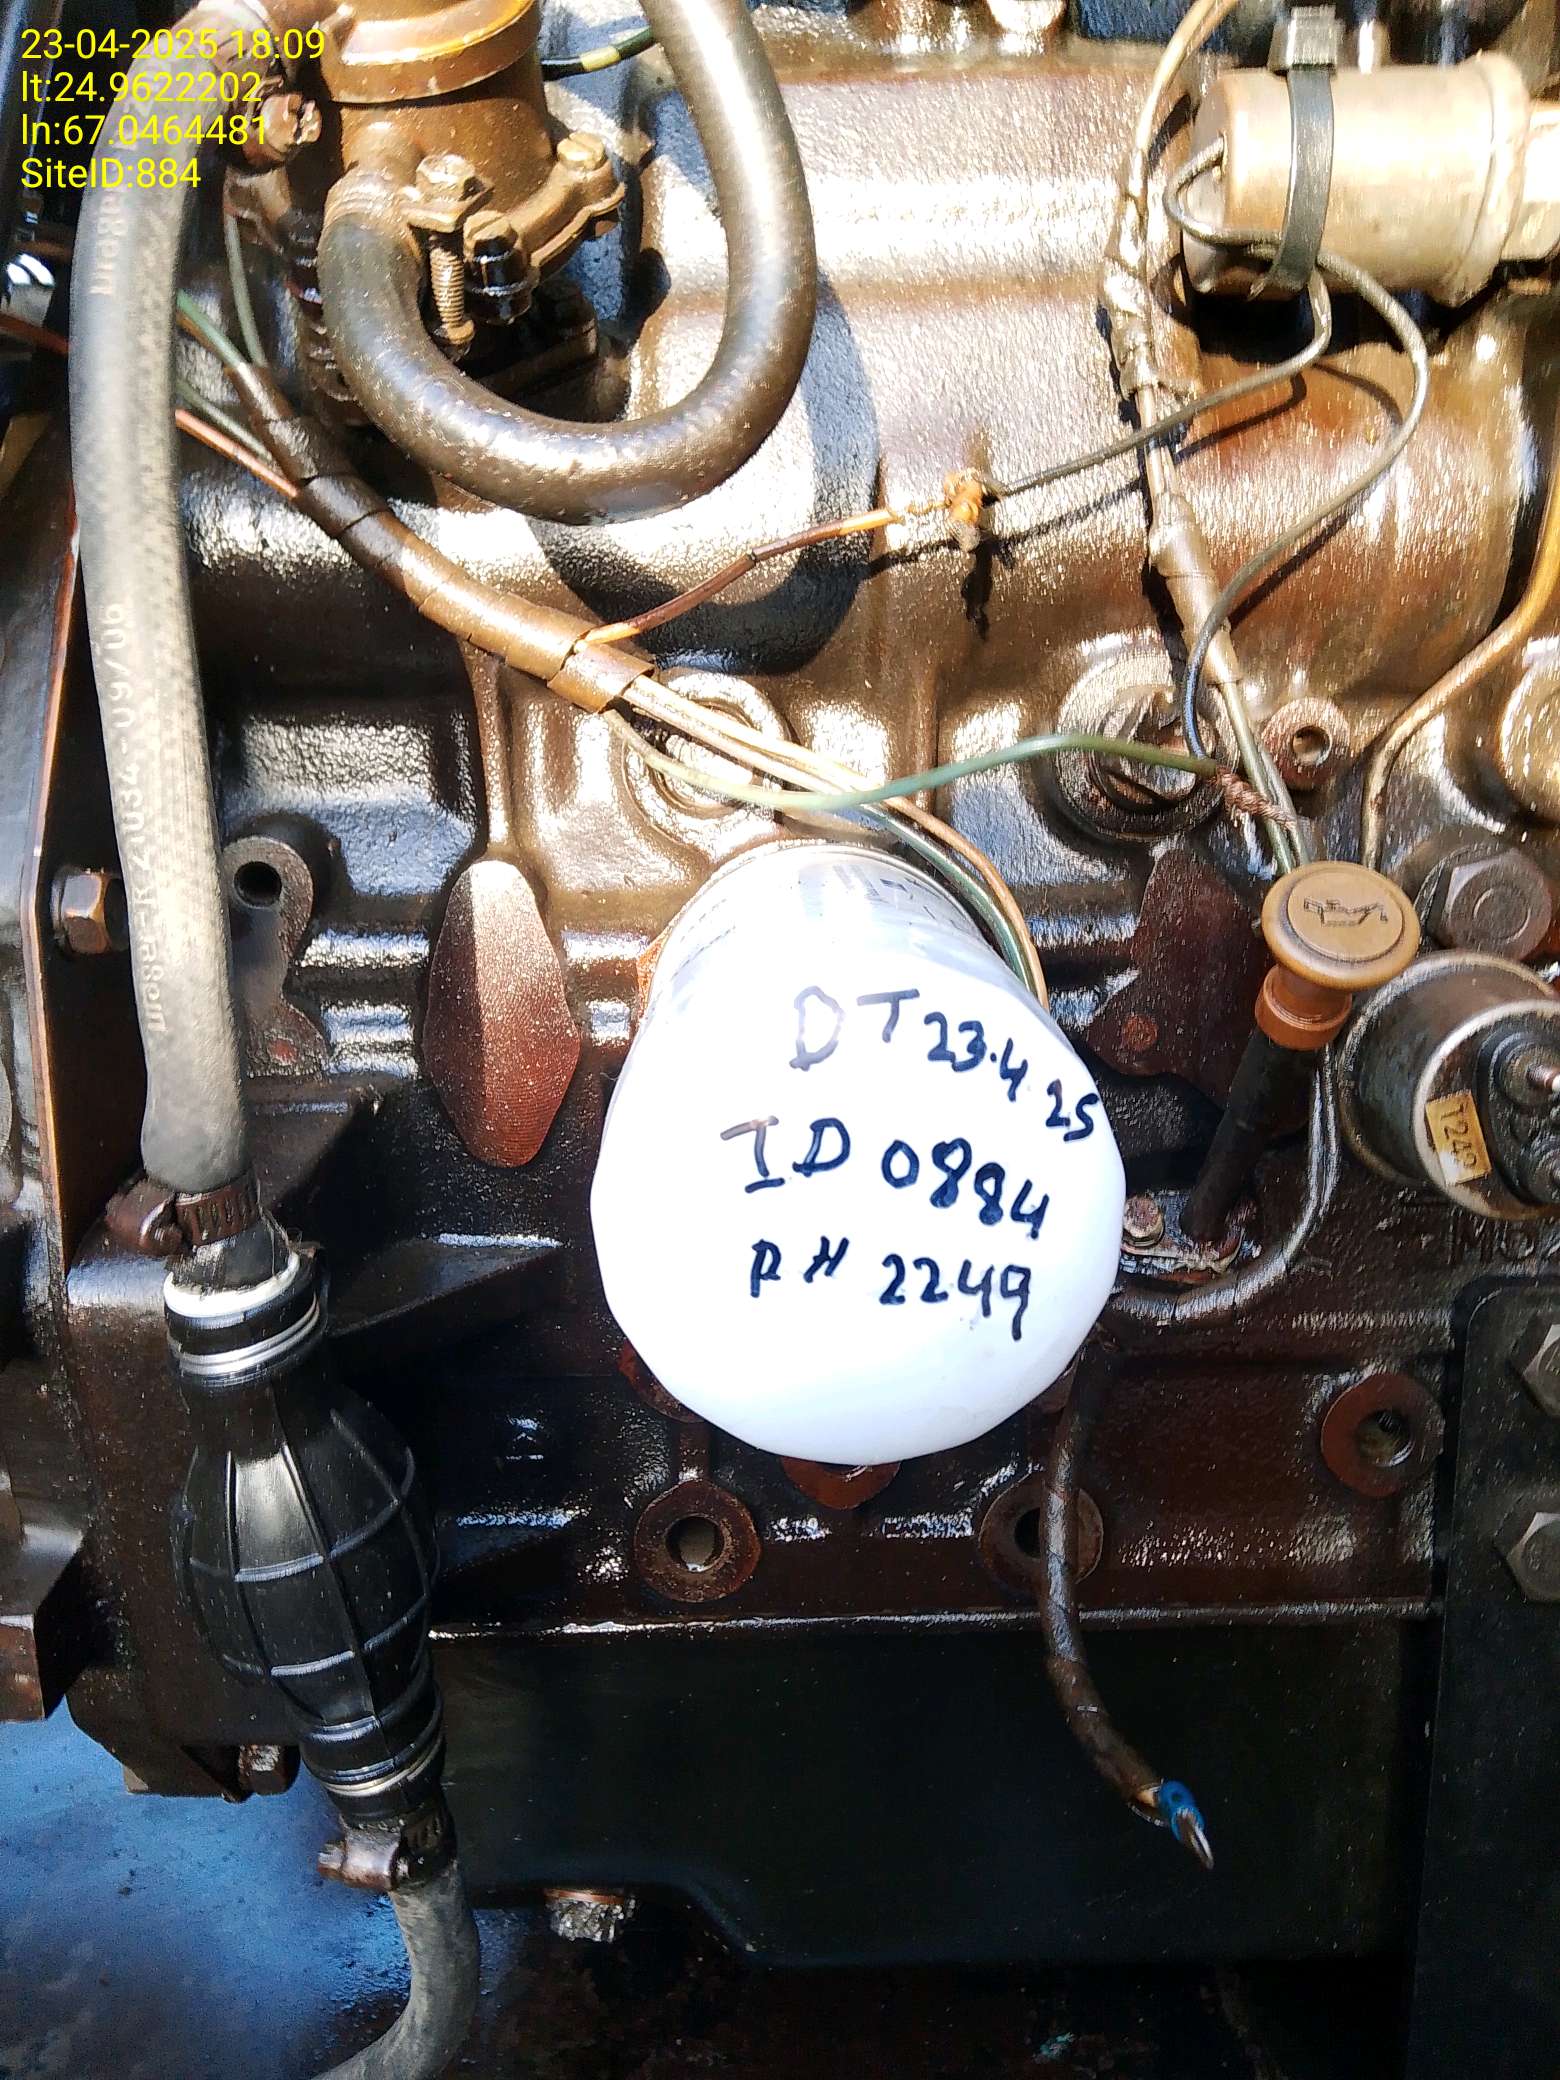 23-04-2025 18:09
lt:24.9622202
ln:67.0464481
SiteID:884
DT 23.4.25
ID 0884
RH 2249